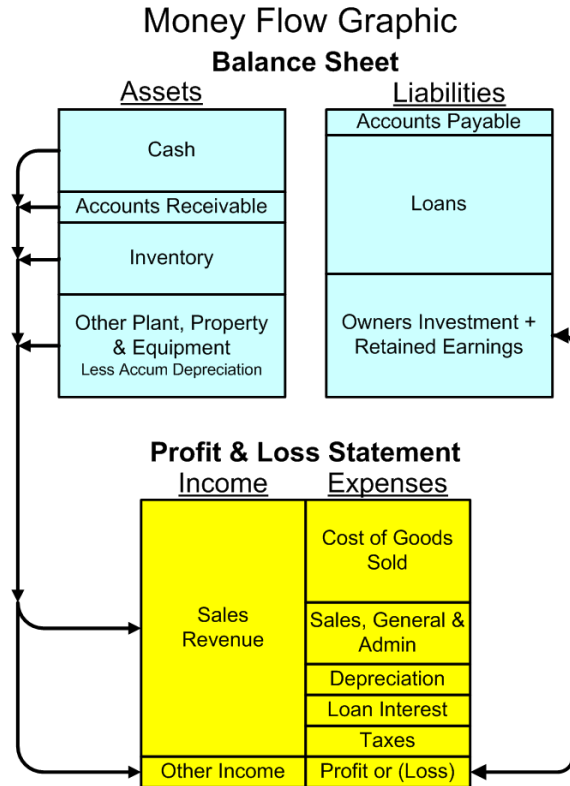 Money Flow Graphic
Balance Sheet
Assets
Liabilities
Cash
Accounts Receivable
Inventory
Other Plant, Property
& Equipment
Less Accum Depreciation
Accounts Payable
Loans
Owners Investment +
Retained Earnings
Profit & Loss Statement
Income
Expenses
Sales
Revenue
Other Income
Cost of Goods
Sold
Sales, General &
Admin
Depreciation
Loan Interest
Taxes
Profit or (Loss)